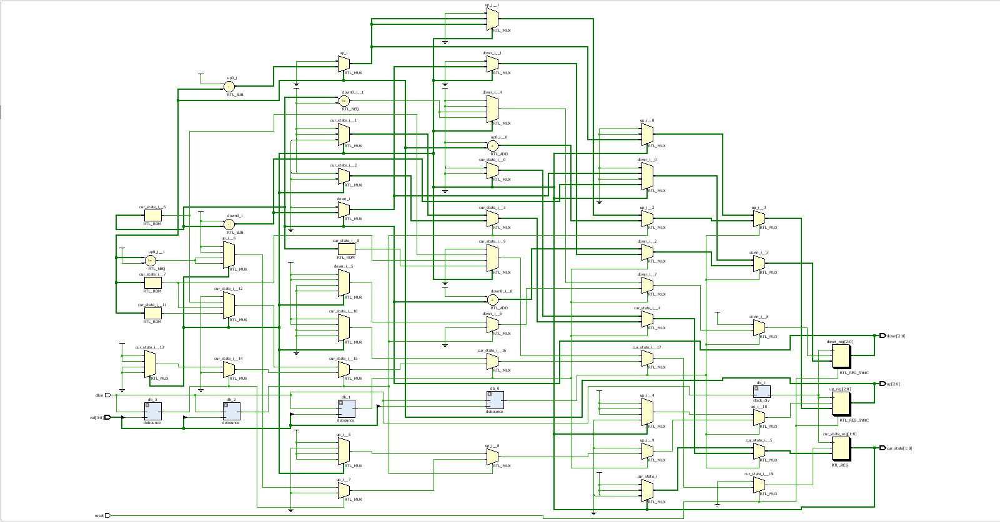 up_i__1
RTL_MUX
up_i
RTL_MUX
down_i__1
RTL_MUX
up0_i
RTL_SUB
down0_i__1
RTL_NEQ
down_i__4
RTL_MUX
cur_state_i__1
RTL_MUX
up_i__0
RTL_MUX
up0_i__0
RTL_ADD
cur_state_i__0
RTL_MUX
down_i__0
RTL_MUX
cur_state_i__2
RTL_MUX
cur_state_i__6
RTL_ROM
down_i
RTL_MUX
cur_state_i__3
RTL_MUX
up_i__2
RTL_MUX
up_i__3
RTL_MUX
down0_i
RTL_SUB
up_i__6
RTL_MUX
cur_state_i__8
RTL_ROM
cur_state_i__9
RTL_MUX
down_i__2
RTL_MUX
up0_i__1
RTL_NEQ
down_i__3
RTL_MUX
cur_state_i__7
RTL_ROM
down_i__5
RTL_MUX
down_i__7
RTL_MUX
cur_state_i__12
RTL_MUX
down0_i__0
RTL_ADD
cur_state_i__11
RTL_ROM
cur_state_i__10
RTL_MUX
down_i__6
RTL_MUX
cur_state_i__4
RTL_MUX
down_i__8
RTL_MUX
down[2:0]
down_reg[2:0]
RTL_REG_SYNC
cur_state_i__13
RTL_MUX
cur_state_i__14
RTL_MUX
cur_state_i__15
RTL_MUX
cur_state_i__16
RTL_MUX
cur_state_i__17
RTL_MUX
clkin
val[3:0]
db_3
debounce
db_2
debounce
db_1
debounce
db_0
debounce
clk_1
clock_div
up[2:0]
up_reg[2:0]
RTL_REG_SYNC
up_i__4
RTL_MUX
up_i__10
RTL_MUX
up_i__5
RTL_MUX
up_i__8
RTL_MUX
up_i__9
RTL_MUX
cur_state_i__5
RTL_MUX
cur_state_reg[1:0]
RTL_REG
cur_state[1:0]
up_i__7
RTL_MUX
cur_state_i
RTL_MUX
cur_state_i__18
RTL_MUX
reset